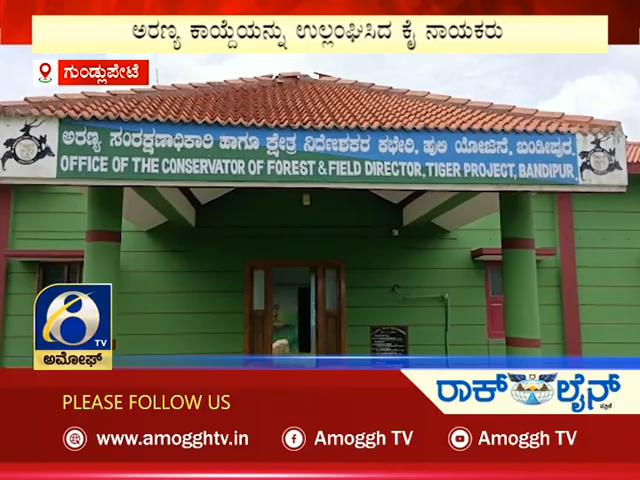 ಅರಣ್ಯ ಕಾಯ್ದೆಯನ್ನು ಉಲ್ಲಂಘಿಸಿದ ಕೈ ನಾಯಕರು
ಗುಂಡ್ಲುಪೇಟೆ
ಅರಣ್ಯ ಸಂರಕ್ಷಣಾಧಿಕಾರಿ ಹಾಗೂ ಕ್ಷೇತ್ರ ನಿರ್ದೇಶಕರ ಕಛೇರಿ, ಹುಲಿ ಯೋಜನೆ, ಬಂಡೀಪುರ.
OFFICE OF THE CONSERVATOR OF FOREST & FIELD DIRECTOR, TIGER PROJECT, BANDIPUR.
TV
ಅಮೋಘ್
ರಾಕ್ ಲೈನ್
PLEASE FOLLOW US
www.amogghtv.in
Amoggh TV
Amoggh TV